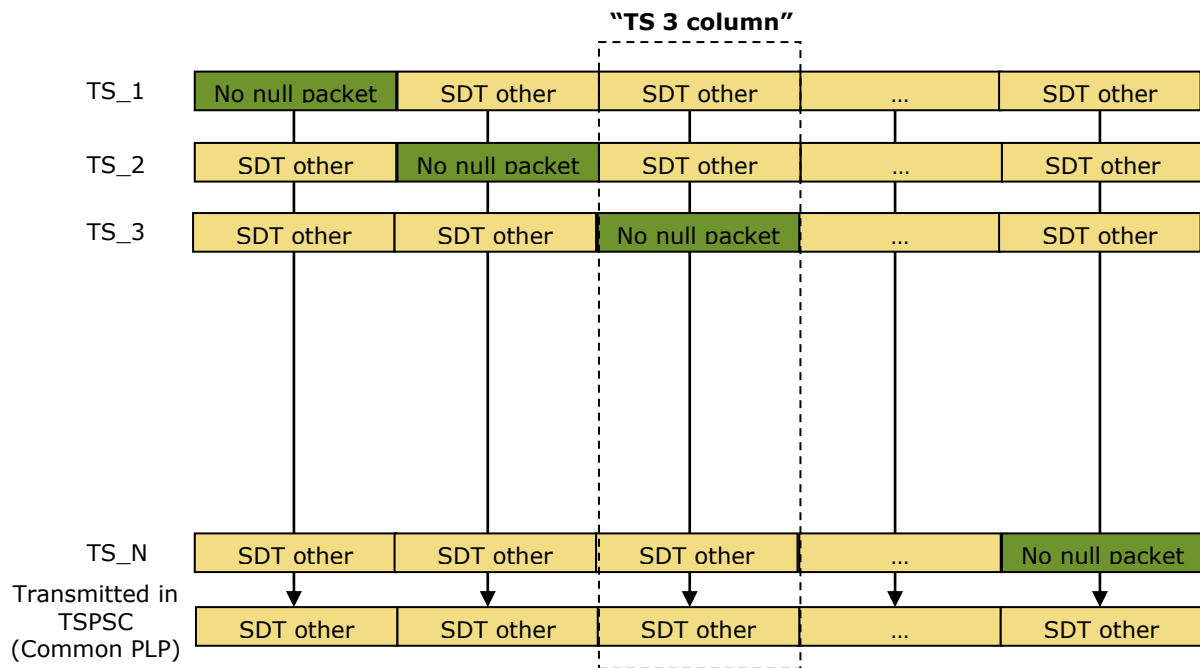 “TS 3 column”
TS_1 No null packet SDT other SDT other ... SDT other
TS_2 SDT other No null packet SDT other ... SDT other
TS_3 SDT other SDT other No null packet ... SDT other
TS_N SDT other SDT other SDT other ... No null packet
Transmitted in
TSPSC
(Common PLP)
SDT other SDT other SDT other ... SDT other